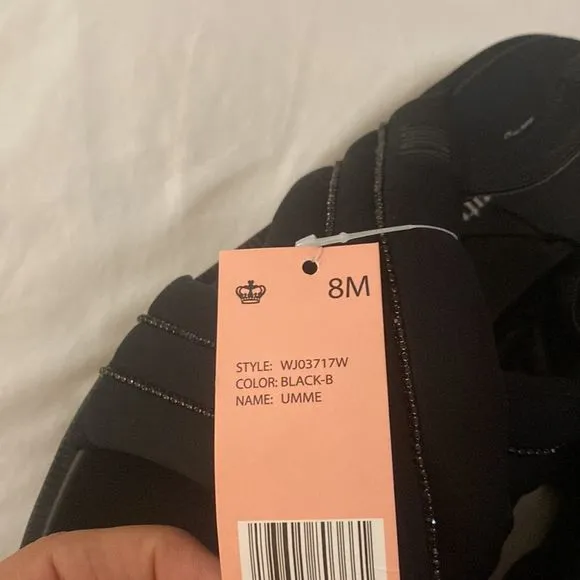 8M
STYLE: WJ03717W
COLOR: BLACK-B
NAME: UMME